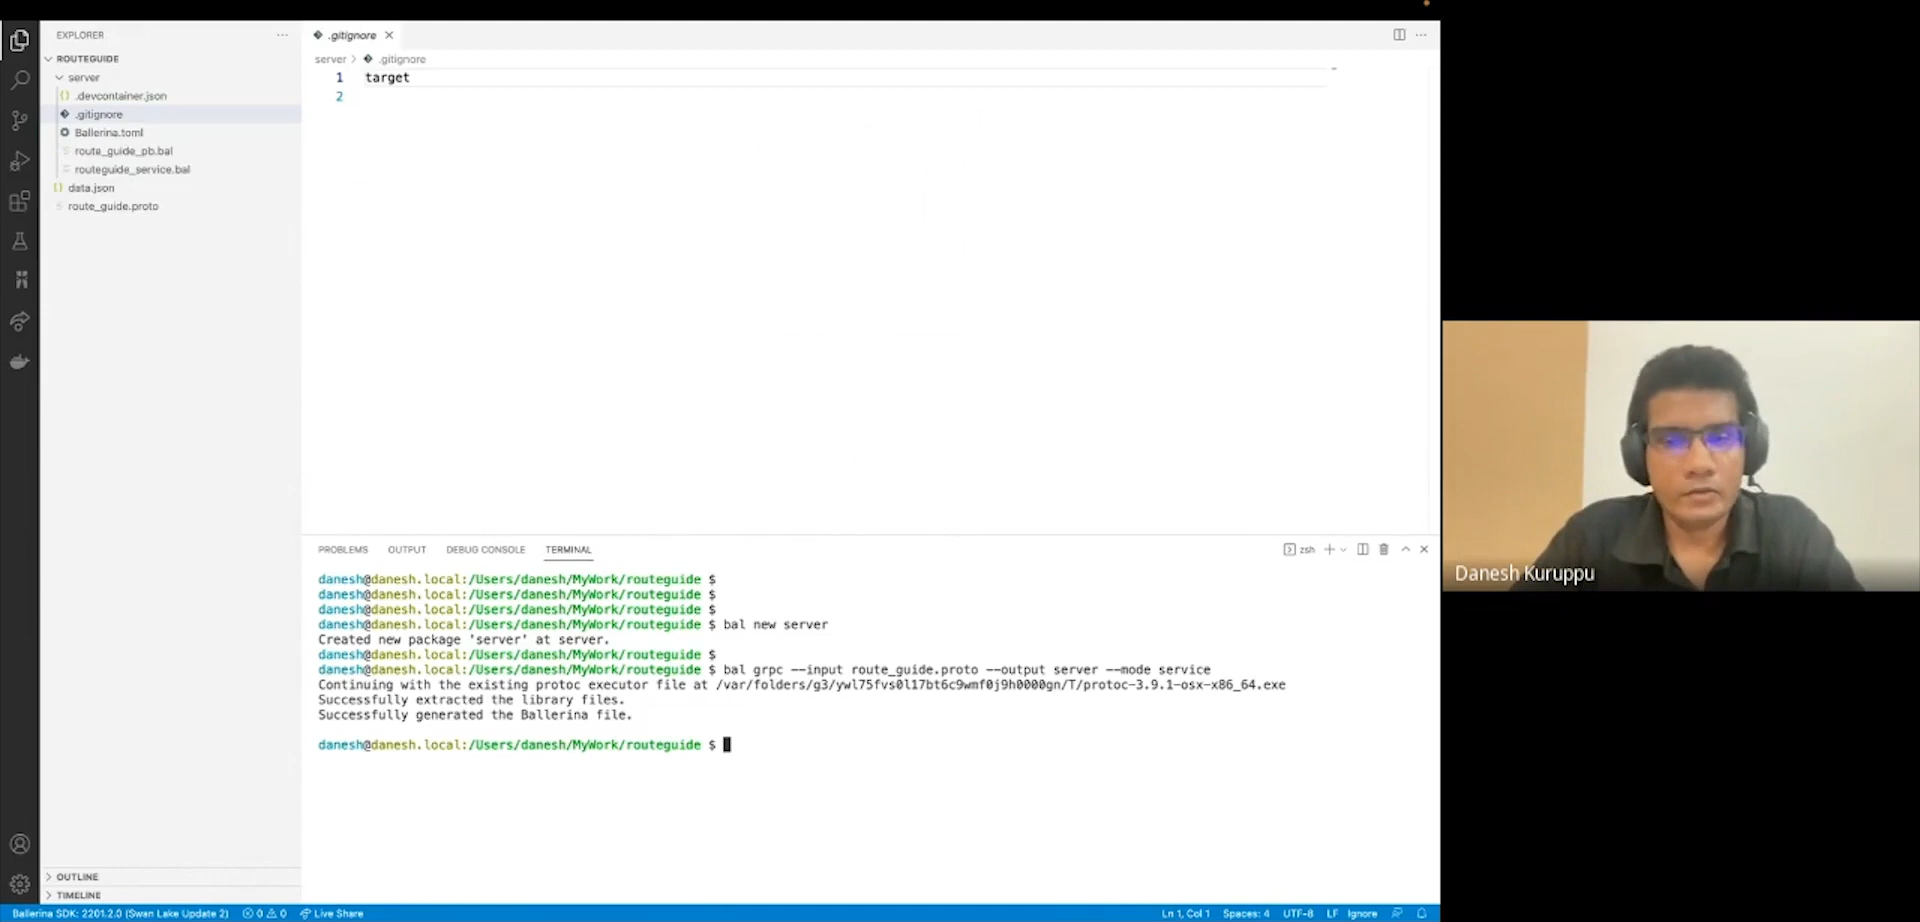 EXPLORER
ROUTEGUIDE
server
.devcontainer.json
.gitignore
Ballerina.toml
route_guide_pb.bal
routeguide_service.bal
data.json
route_guide.proto
OUTLINE
TIMELINE
.gitignore
server > .gitignore
1 target
2
PROBLEMS OUTPUT DEBUG CONSOLE TERMINAL zsh
danesh@danesh.local:/Users/danesh/MyWork/routeguide $
danesh@danesh.local:/Users/danesh/MyWork/routeguide $
danesh@danesh.local:/Users/danesh/MyWork/routeguide $
danesh@danesh.local:/Users/danesh/MyWork/routeguide $ bal new server
Created new package 'server' at server.
danesh@danesh.local:/Users/danesh/MyWork/routeguide $
danesh@danesh.local:/Users/danesh/MyWork/routeguide $ bal grpc --input route_guide.proto --output server --mode service
Continuing with the existing protoc executor file at /var/folders/g3/ywl75fvs0l17bt6c9wmf0j9h0000gn/T/protoc-3.9.1-osx-x86_64.exe
Successfully extracted the library files.
Successfully generated the Ballerina file.
danesh@danesh.local:/Users/danesh/MyWork/routeguide $
Ballerina SDK: 2201.2.0 (Swan Lake Update 2) 0 0 Live Share Ln 1, Col 1 Spaces: 4 UTF-8 LF Ignore
Danesh Kuruppu